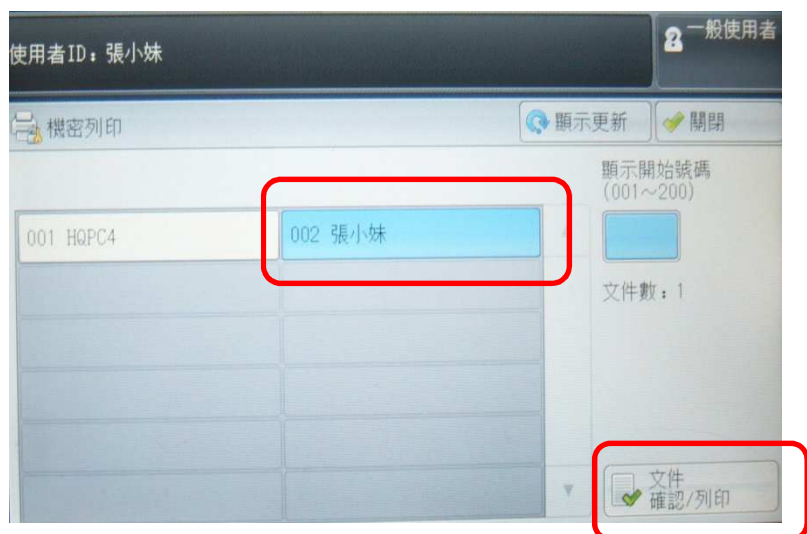 使用者ID：張小妹
一般使用者
機密列印
顯示更新
關閉
顯示開始號碼
(001～200)
001 HQPC4
002 張小妹
文件數：1
文件
確認/列印